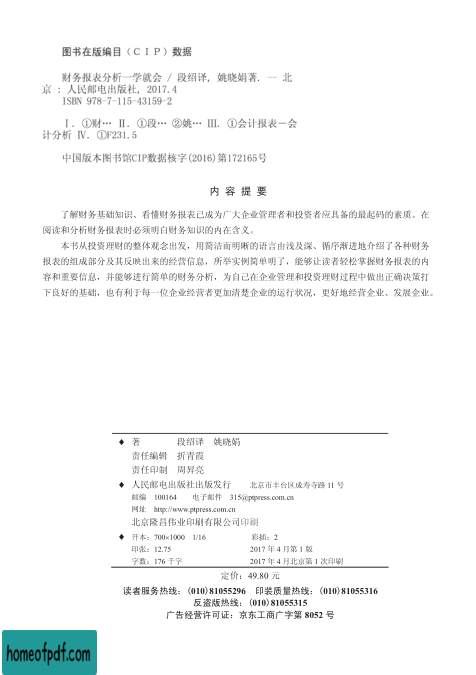 图书在版编目（CIP）数据
财务报表分析一学就会 / 段绍译, 姚晓娟著. -- 北
京 : 人民邮电出版社, 2017.4
ISBN 978-7-115-43159-2
Ⅰ. ①财… Ⅱ. ①段… ②姚… Ⅲ. ①会计报表－会
计分析 Ⅳ. ①F231.5
中国版本图书馆CIP数据核字(2016)第172165号
内 容 提 要
了解财务基础知识、看懂财务报表已成为广大企业管理者和投资者应具备的最起码的素质。在
阅读和分析财务报表时必须明白财务知识的内在含义。
本书从投资理财的整体观念出发，用简洁而明晰的语言由浅及深、循序渐进地介绍了各种财务
报表的组成部分及其反映出来的经营信息，所举实例简单明了，能够让读者轻松掌握财务报表的内
容和重要信息，并能够进行简单的财务分析，为自己在企业管理和投资理财过程中做出正确决策打
下良好的基础，也有利于每一位企业经营者更加清楚企业的运行状况，更好地经营企业、发展企业。
♦ 著 段绍译 姚晓娟
责任编辑 折青霞
责任印制 周昇亮
♦ 人民邮电出版社出版发行 北京市丰台区成寿寺路 11 号
邮编 100164 电子邮件 315@ptpress.com.cn
网址 http://www.ptpress.com.cn
北京隆昌伟业印刷有限公司印刷
♦ 开本：700×1000 1/16 彩插：2
印张：12.75 2017 年 4 月第 1 版
字数：176 千字 2017 年 4 月北京第 1 次印刷
定价：49.80 元
读者服务热线：(010)81055296 印装质量热线：(010)81055316
反盗版热线：(010)81055315
广告经营许可证：京东工商广字第 8052 号
homeofpdf.com